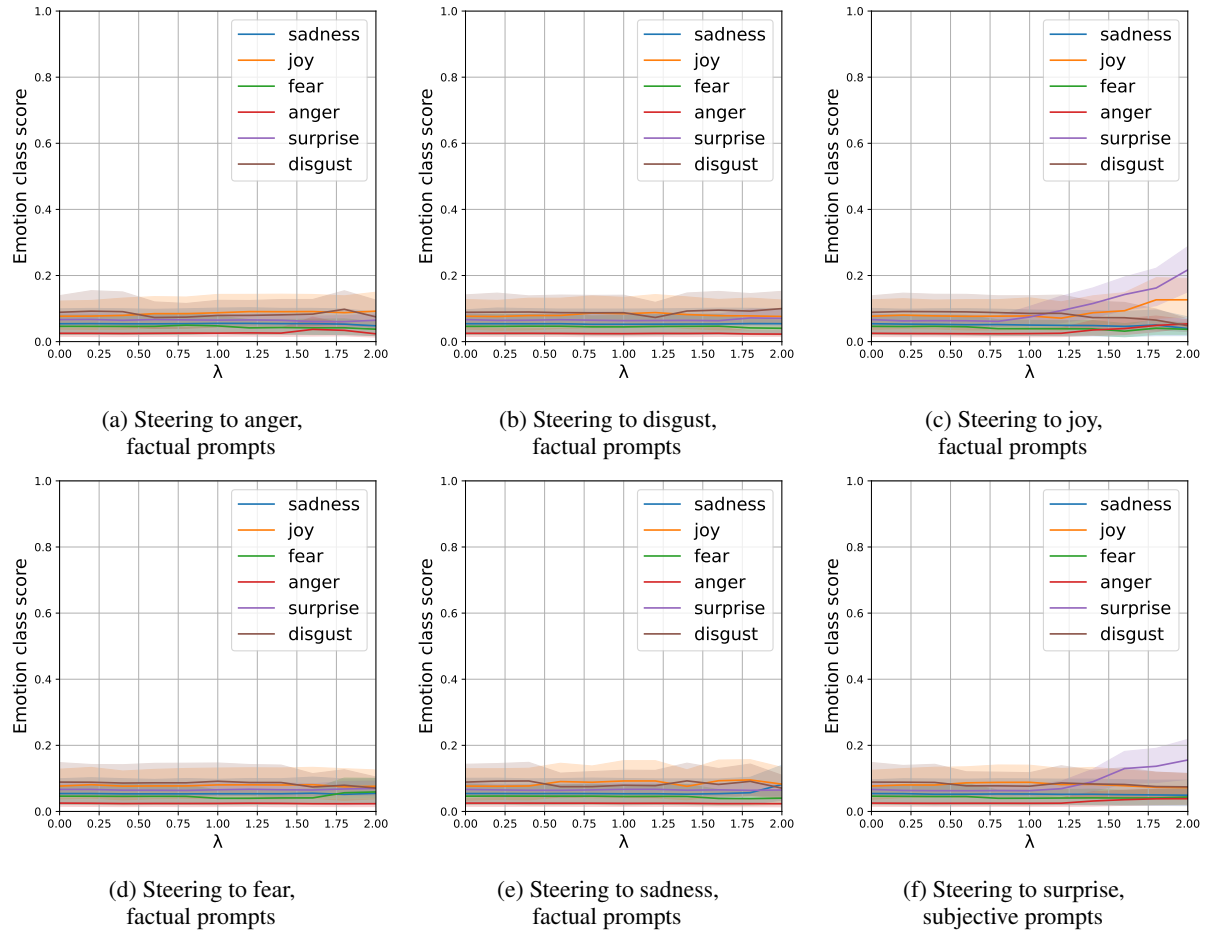 1.0
0.8
0.6
0.4
0.2
0.0
Emotion class score
sadness
joy
fear
anger
surprise
disgust
0.00 0.25 0.50 0.75 1.00 1.25 1.50 1.75 2.00
λ
(a) Steering to anger,
factual prompts
1.0
0.8
0.6
0.4
0.2
0.0
Emotion class score
sadness
joy
fear
anger
surprise
disgust
0.00 0.25 0.50 0.75 1.00 1.25 1.50 1.75 2.00
λ
(b) Steering to disgust,
factual prompts
1.0
0.8
0.6
0.4
0.2
0.0
Emotion class score
sadness
joy
fear
anger
surprise
disgust
0.00 0.25 0.50 0.75 1.00 1.25 1.50 1.75 2.00
λ
(c) Steering to joy,
factual prompts
1.0
0.8
0.6
0.4
0.2
0.0
Emotion class score
sadness
joy
fear
anger
surprise
disgust
0.00 0.25 0.50 0.75 1.00 1.25 1.50 1.75 2.00
λ
(d) Steering to fear,
factual prompts
1.0
0.8
0.6
0.4
0.2
0.0
Emotion class score
sadness
joy
fear
anger
surprise
disgust
0.00 0.25 0.50 0.75 1.00 1.25 1.50 1.75 2.00
λ
(e) Steering to sadness,
factual prompts
1.0
0.8
0.6
0.4
0.2
0.0
Emotion class score
sadness
joy
fear
anger
surprise
disgust
0.00 0.25 0.50 0.75 1.00 1.25 1.50 1.75 2.00
λ
(f) Steering to surprise,
subjective prompts